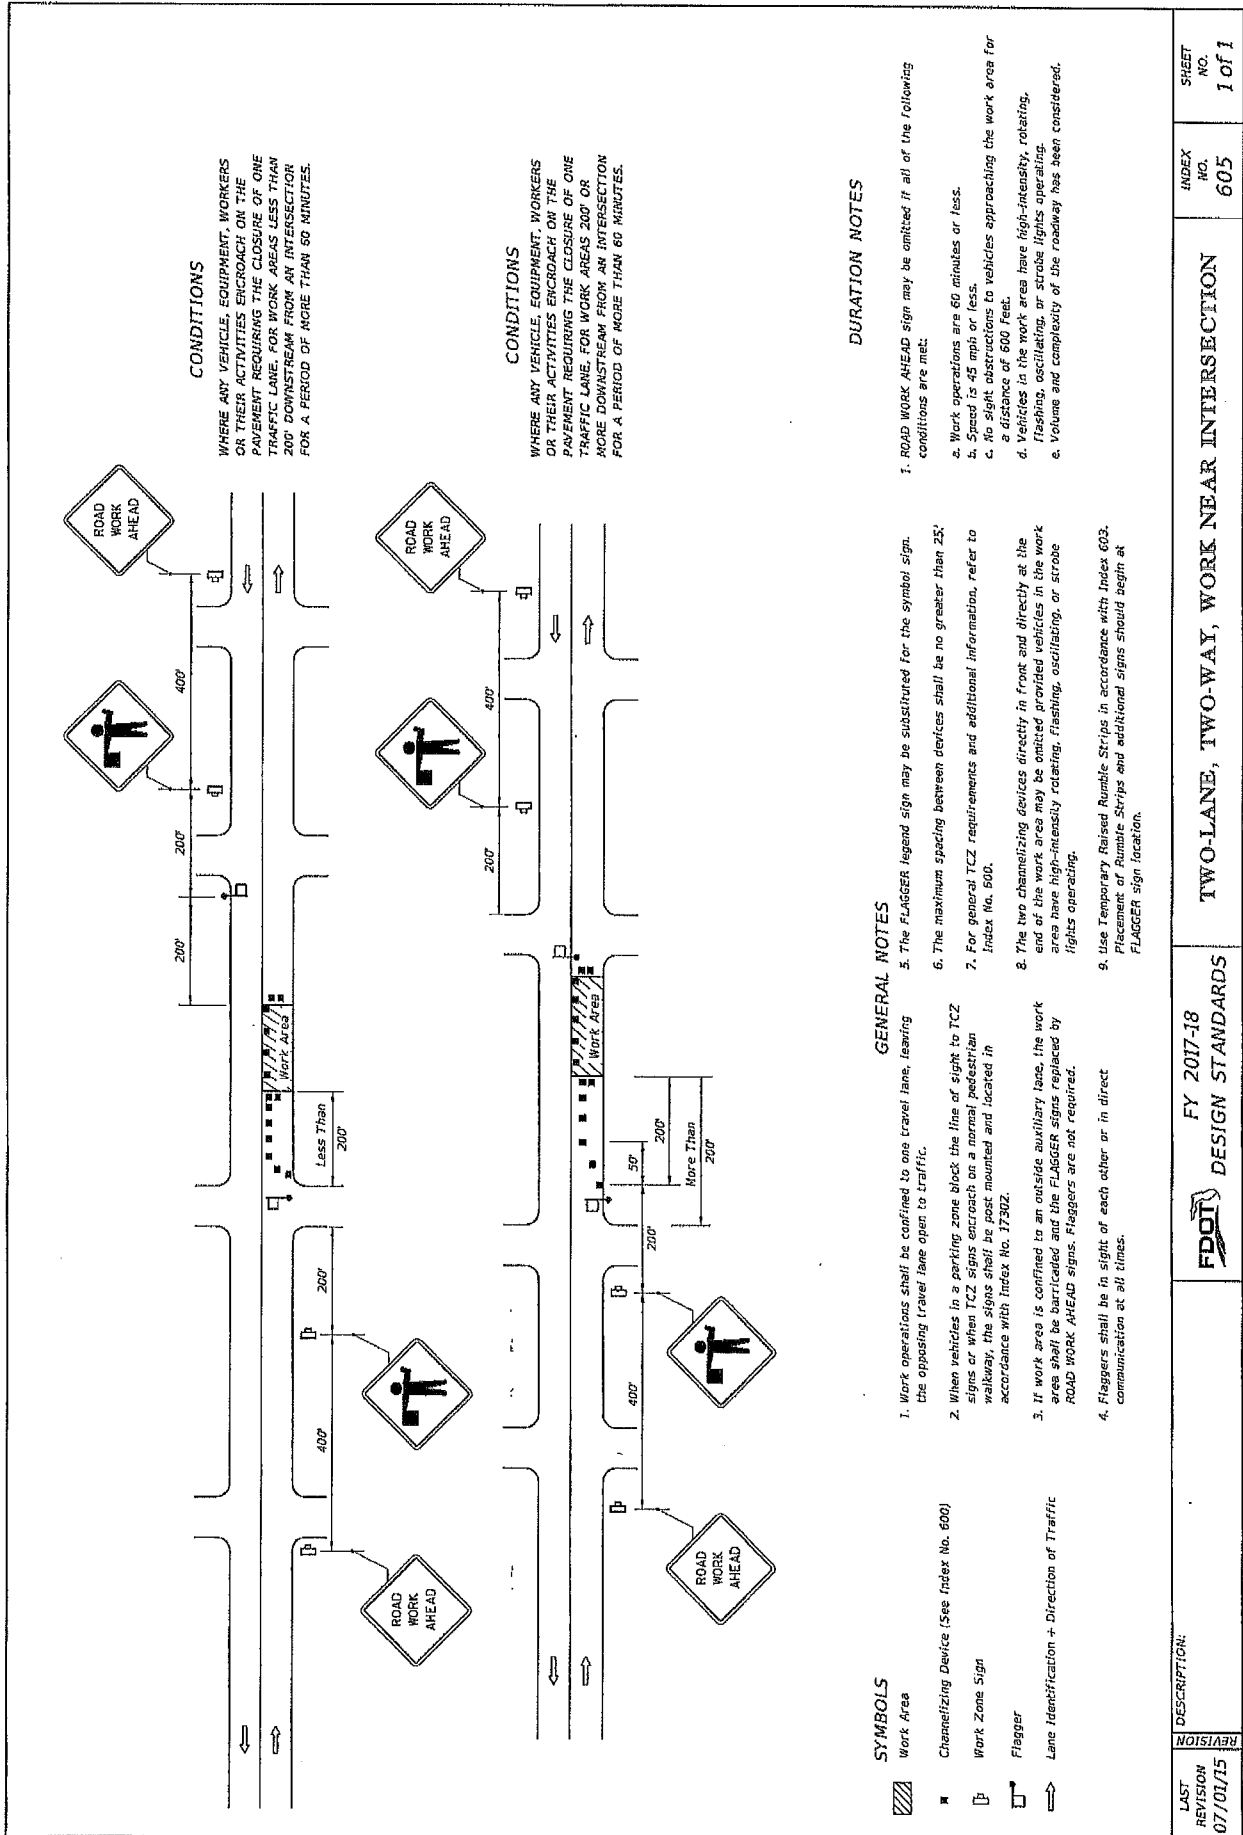 ROAD
WORK
AHEAD
400'
200'
200'
Work Area
Less Than
200'
200'
400'
ROAD
WORK
AHEAD
CONDITIONS
WHERE ANY VEHICLE, EQUIPMENT, WORKERS
OR THEIR ACTIVITIES ENCROACH ON THE
PAVEMENT REQUIRING THE CLOSURE OF ONE
TRAFFIC LANE, FOR WORK AREAS LESS THAN
200' DOWNSTREAM FROM AN INTERSECTION
FOR A PERIOD OF MORE THAN 60 MINUTES.
ROAD
WORK
AHEAD
400'
200'
Work Area
200'
50'
More Than
200'
200'
400'
ROAD
WORK
AHEAD
CONDITIONS
WHERE ANY VEHICLE, EQUIPMENT, WORKERS
OR THEIR ACTIVITIES ENCROACH ON THE
PAVEMENT REQUIRING THE CLOSURE OF ONE
TRAFFIC LANE, FOR WORK AREAS 200' OR
MORE DOWNSTREAM FROM AN INTERSECTION
FOR A PERIOD OF MORE THAN 60 MINUTES.
SYMBOLS
Work Area
Channelizing Device (See Index No. 600)
Work Zone Sign
Flagger
Lane Identification + Direction of Traffic
GENERAL NOTES
1. Work operations shall be confined to one travel lane, leaving
the opposing travel lane open to traffic.
2. When vehicles in a parking zone block the line of sight to TCZ
signs or when TCZ signs encroach on a normal pedestrian
walkway, the signs shall be post mounted and located in
accordance with Index No. 17302.
3. If work area is confined to an outside auxiliary lane, the work
area shall be barricaded and the FLAGGER signs replaced by
ROAD WORK AHEAD signs. Flaggers are not required.
4. Flaggers shall be in sight of each other or in direct
communication at all times.
5. The FLAGGER legend sign may be substituted for the symbol sign.
6. The maximum spacing between devices shall be no greater than 25'.
7. For general TCZ requirements and additional information, refer to
Index No. 600.
8. The two channelizing devices directly in front and directly at the
end of the work area may be omitted provided vehicles in the work
area have high-intensity rotating, flashing, oscillating, or strobe
lights operating.
9. Use Temporary Raised Rumble Strips in accordance with Index 603.
Placement of Rumble Strips and additional signs should begin at
FLAGGER sign location.
DURATION NOTES
1. ROAD WORK AHEAD sign may be omitted if all of the following
conditions are met:
a. Work operations are 60 minutes or less.
b. Speed is 45 mph or less.
c. No sight obstructions to vehicles approaching the work area for
a distance of 600 feet.
d. Vehicles in the work area have high-intensity, rotating,
flashing, oscillating, or strobe lights operating.
e. Volume and complexity of the roadway has been considered.
LAST
REVISION
07/01/15
REVISION
DESCRIPTION:
FDOT
FY 2017-18
DESIGN STANDARDS
TWO-LANE, TWO-WAY, WORK NEAR INTERSECTION
INDEX
NO.
605
SHEET
NO.
1 of 1